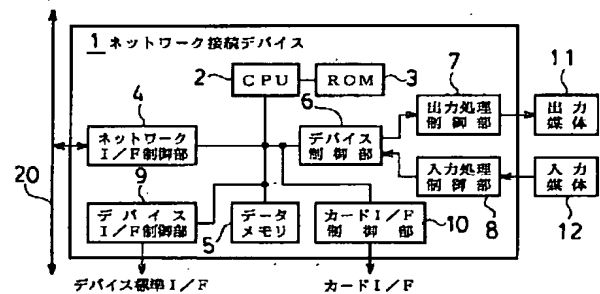 1 ネットワーク接続デバイス
2
CPU
ROM
3
4
ネットワーク
I/F制御部
6
デバイス
制御部
7
出力処理
制御部
11
出力
媒体
入力処理
制御部
8
入力
媒体
12
20
9
デバイス
I/F制御部
5
データ
メモリ
カードI/F
制御部
10
デバイス標準I/F
カードI/F